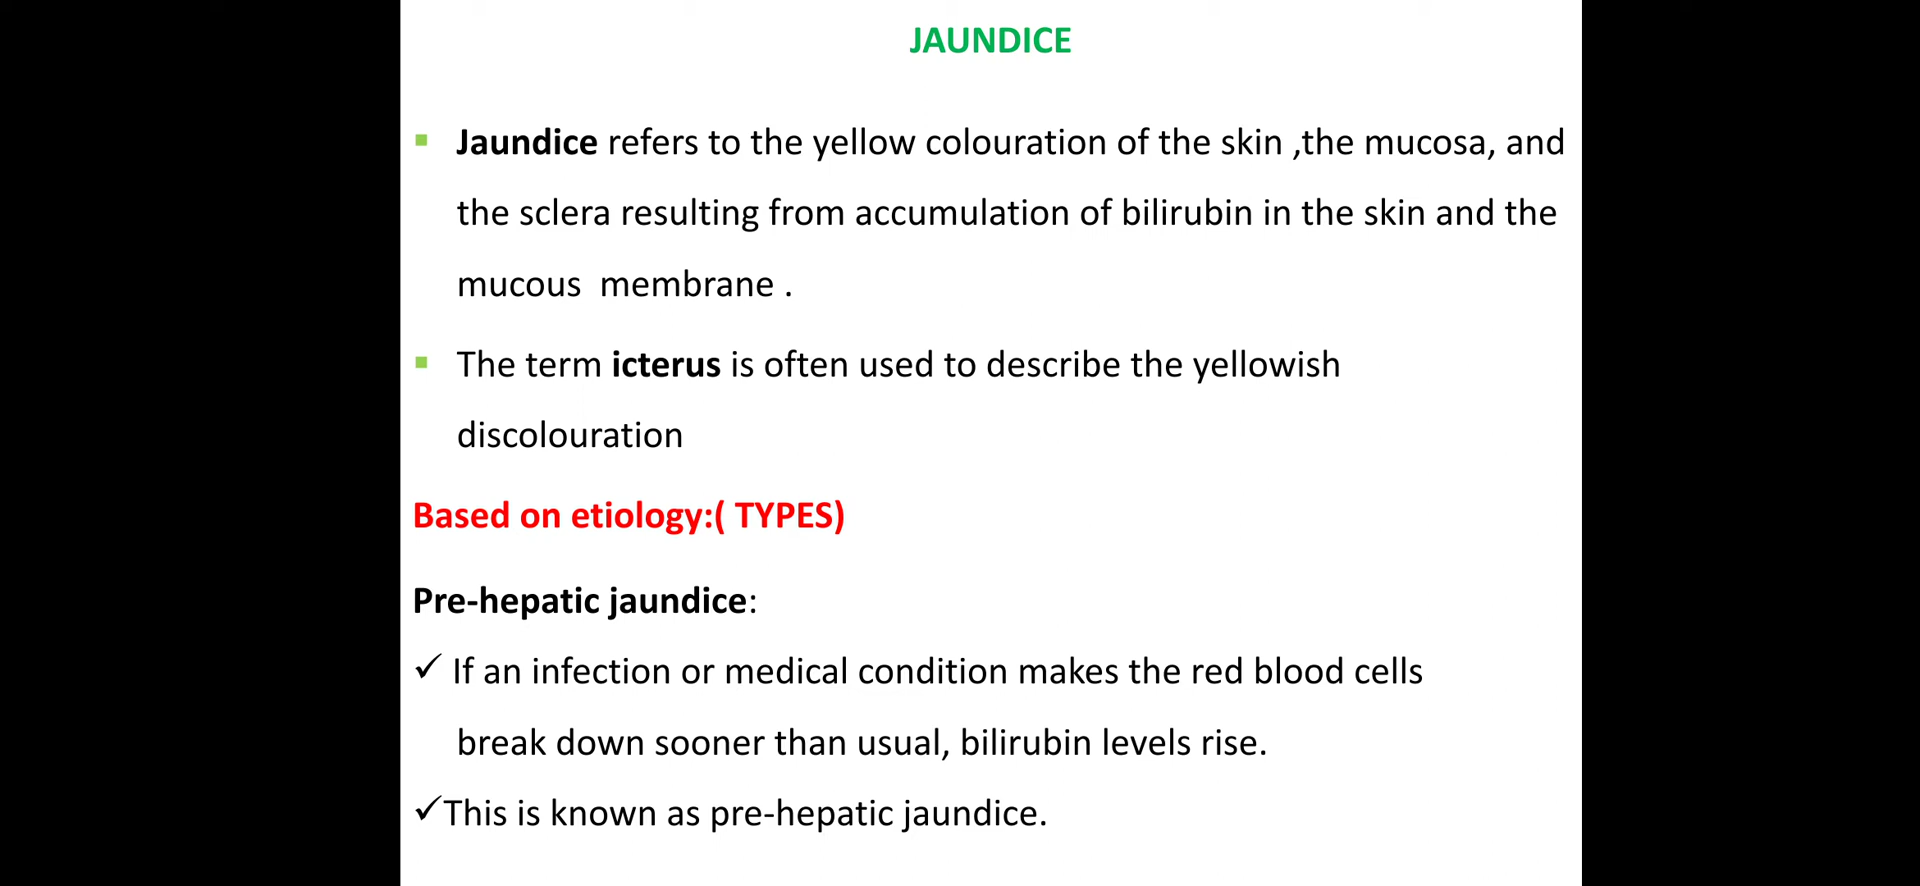 JAUNDICE
▪ Jaundice refers to the yellow colouration of the skin ,the mucosa, and
the sclera resulting from accumulation of bilirubin in the skin and the
mucous  membrane .
▪ The term icterus is often used to describe the yellowish
discolouration
Based on etiology:( TYPES)
Pre-hepatic jaundice:
✓ If an infection or medical condition makes the red blood cells
break down sooner than usual, bilirubin levels rise.
✓This is known as pre-hepatic jaundice.